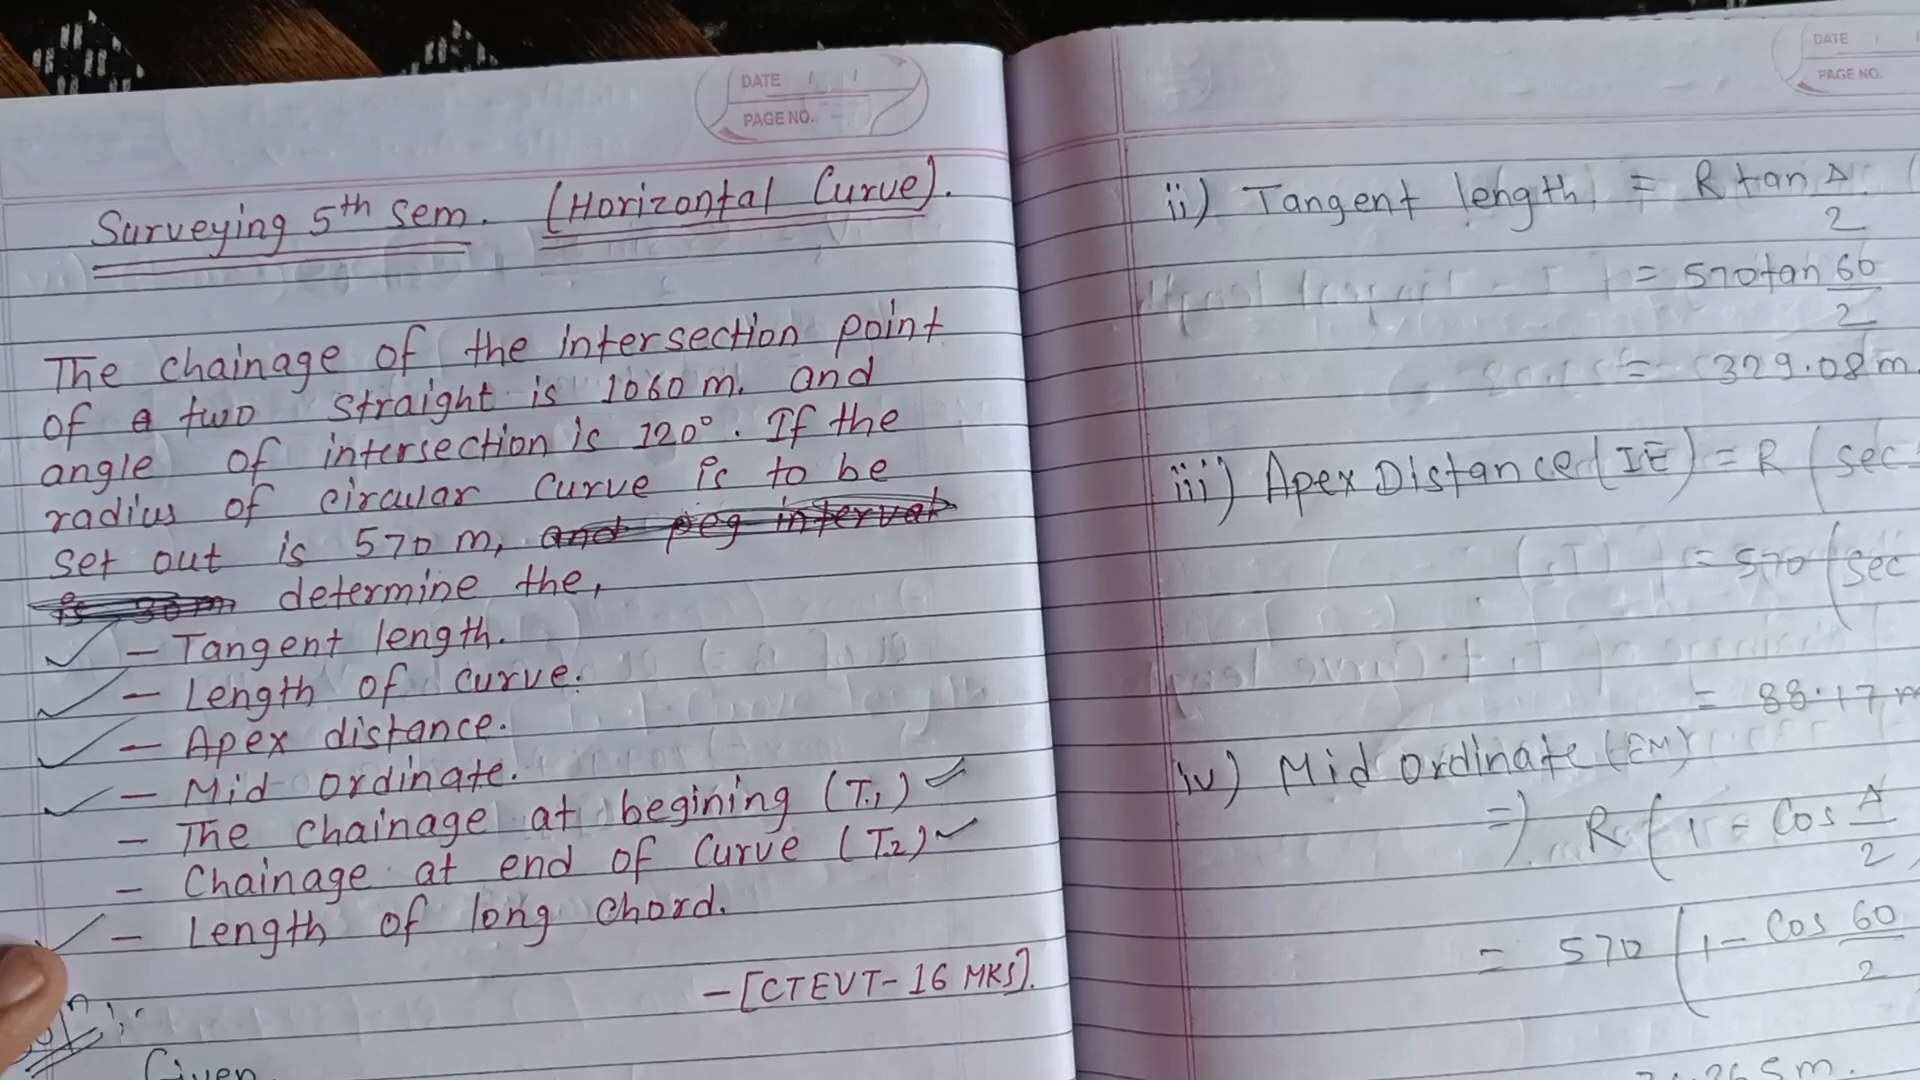 DATE / /
PAGE NO.
Surveying 5th sem. (Horizontal Curve).
The chainage of the intersection point
of a two straight is 1060 m. and
angle of intersection is 120°. If the
radius of circular curve is to be
set out is 570 m, and peg interval
is 30m determine the,
- Tangent length.
- Length of curve.
- Apex distance.
- Mid ordinate.
- The chainage at begining (T1)
- Chainage at end of curve (T2)
- Length of long chord.
- [CTEVT- 16 MKS].
Given
DATE /
PAGE NO.
ii) Tangent length = R tan Δ/2
= 570 tan 60/2
= 329.08 m.
iii) Apex Distance (IE) = R (sec
= 570 (sec
= 88.17 m
iv) Mid ordinate (EM)
=) R (1 - Cos Δ/2
= 570 (1 - Cos 60/2